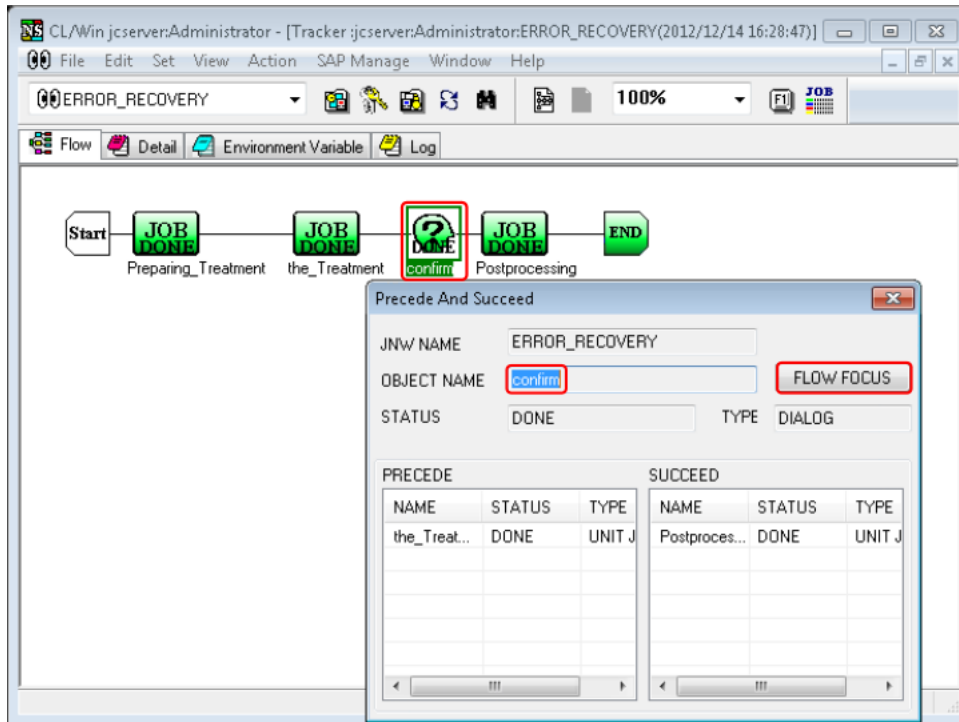 NS CL/Win jcserver:Administrator - [Tracker :jcserver:Administrator:ERROR_RECOVERY(2012/12/14 16:28:47)]
File Edit Set View Action SAP Manage Window Help
ERROR_RECOVERY 100% F1 JOB
Flow Detail Environment Variable Log
Start JOB DONE JOB DONE ? DONE JOB DONE END
Preparing_Treatment the_Treatment confirm Postprocessing
Precede And Succeed
JNW NAME ERROR_RECOVERY
OBJECT NAME confirm FLOW FOCUS
STATUS DONE TYPE DIALOG
PRECEDE SUCCEED
NAME STATUS TYPE NAME STATUS TYPE
the_Treat... DONE UNIT J Postproces... DONE UNIT J